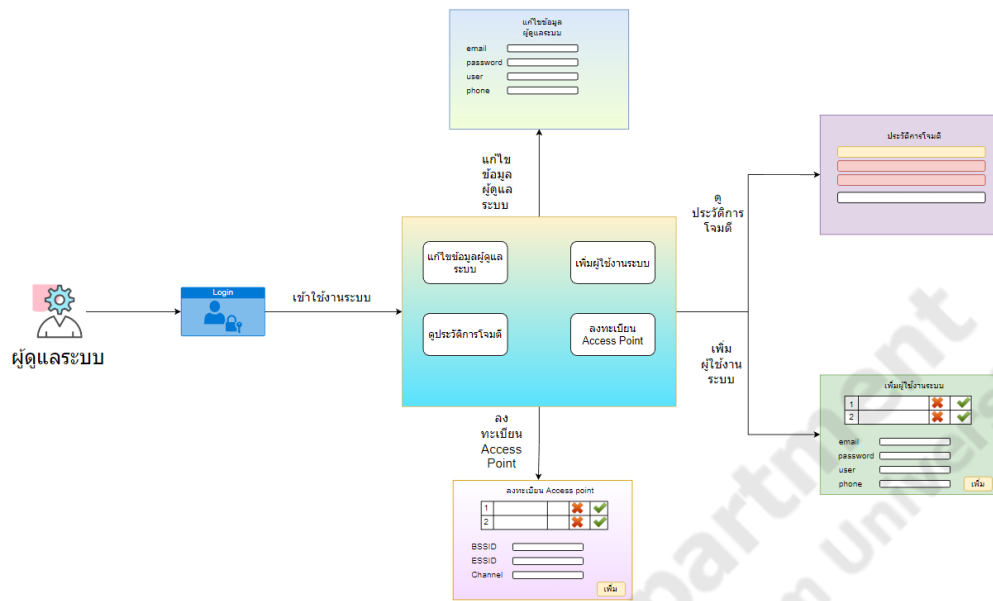 แก้ไขข้อมูล
ผู้ดูแลระบบ
email
password
user
phone
แก้ไข
ข้อมูล
ผู้ดูแล
ระบบ
ประวัติการโจมตี
ดู
ประวัติการ
โจมตี
แก้ไขข้อมูลผู้ดูแล
ระบบ
เพิ่มผู้ใช้งานระบบ
ดูประวัติการโจมตี
ลงทะเบียน
Access Point
Login
เข้าใช้งานระบบ
ผู้ดูแลระบบ
เพิ่ม
ผู้ใช้งาน
ระบบ
เพิ่มผู้ใช้งานระบบ
1
2
email
password
user
phone
เพิ่ม
ลง
ทะเบียน
Access
Point
ลงทะเบียน Access point
1
2
BSSID
ESSID
Channel
เพิ่ม